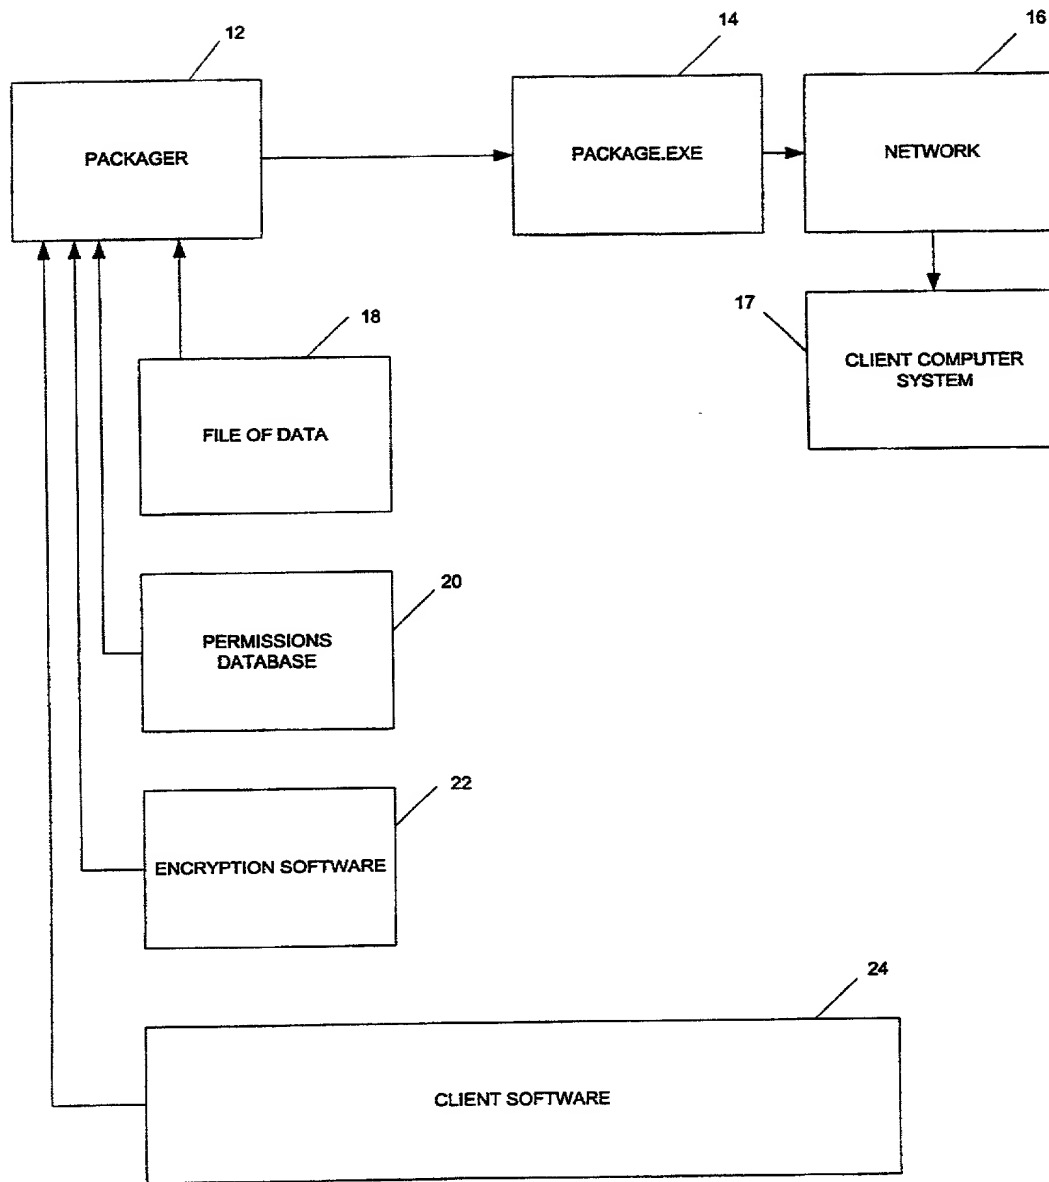 12
14
16
PACKAGER
PACKAGE.EXE
NETWORK
18
17
CLIENT COMPUTER
SYSTEM
FILE OF DATA
20
PERMISSIONS
DATABASE
22
ENCRYPTION SOFTWARE
24
CLIENT SOFTWARE